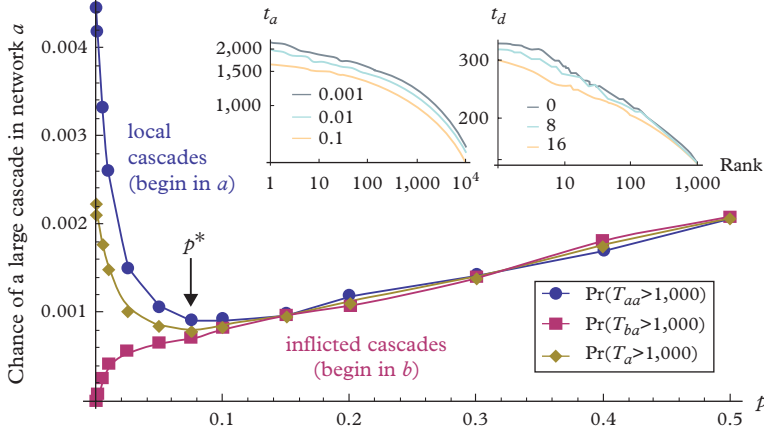 Chance of a large cascade in network a
0.004
0.003
0.002
0.001
0.1
0.2
0.3
0.4
0.5
p
local
cascades
(begin in a)
p*
inflicted cascades
(begin in b)
t_a
2,000
1,500
1,000
0.001
0.01
0.1
1
10
100
1,000
10⁴
t_d
300
200
0
8
16
10
100
1,000
Rank
Pr(T_aa>1,000)
Pr(T_ba>1,000)
Pr(T_a>1,000)